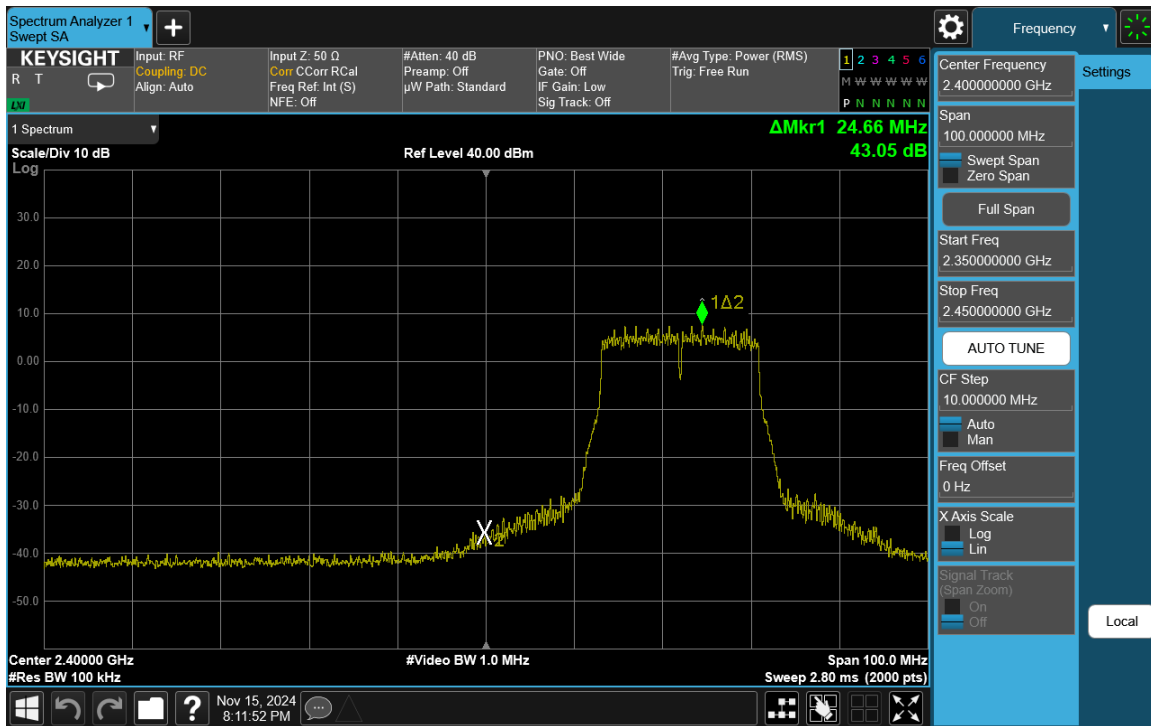 Spectrum Analyzer 1
Swept SA
Frequency
KEYSIGHT
R T
LXI
Input: RF
Coupling: DC
Align: Auto
Input Z: 50 Ω
Corr CCorr RCal
Freq Ref: Int (S)
NFE: Off
#Atten: 40 dB
Preamp: Off
µW Path: Standard
PNO: Best Wide
Gate: Off
IF Gain: Low
Sig Track: Off
#Avg Type: Power (RMS)
Trig: Free Run
1 2 3 4 5 6
M W W W W W
P N N N N N
1 Spectrum
ΔMkr1 24.66 MHz
43.05 dB
Scale/Div 10 dB
Ref Level 40.00 dBm
Log
30.0
20.0
10.0
0.00
-10.0
-20.0
-30.0
-40.0
-50.0
1Δ2
X2
Center 2.40000 GHz
#Video BW 1.0 MHz
Span 100.0 MHz
#Res BW 100 kHz
Sweep 2.80 ms (2000 pts)
Nov 15, 2024
8:11:52 PM
?
Center Frequency
2.400000000 GHz
Settings
Span
100.000000 MHz
Swept Span
Zero Span
Full Span
Start Freq
2.350000000 GHz
Stop Freq
2.450000000 GHz
AUTO TUNE
CF Step
10.000000 MHz
Auto
Man
Freq Offset
0 Hz
X Axis Scale
Log
Lin
Signal Track
(Span Zoom)
On
Off
Local